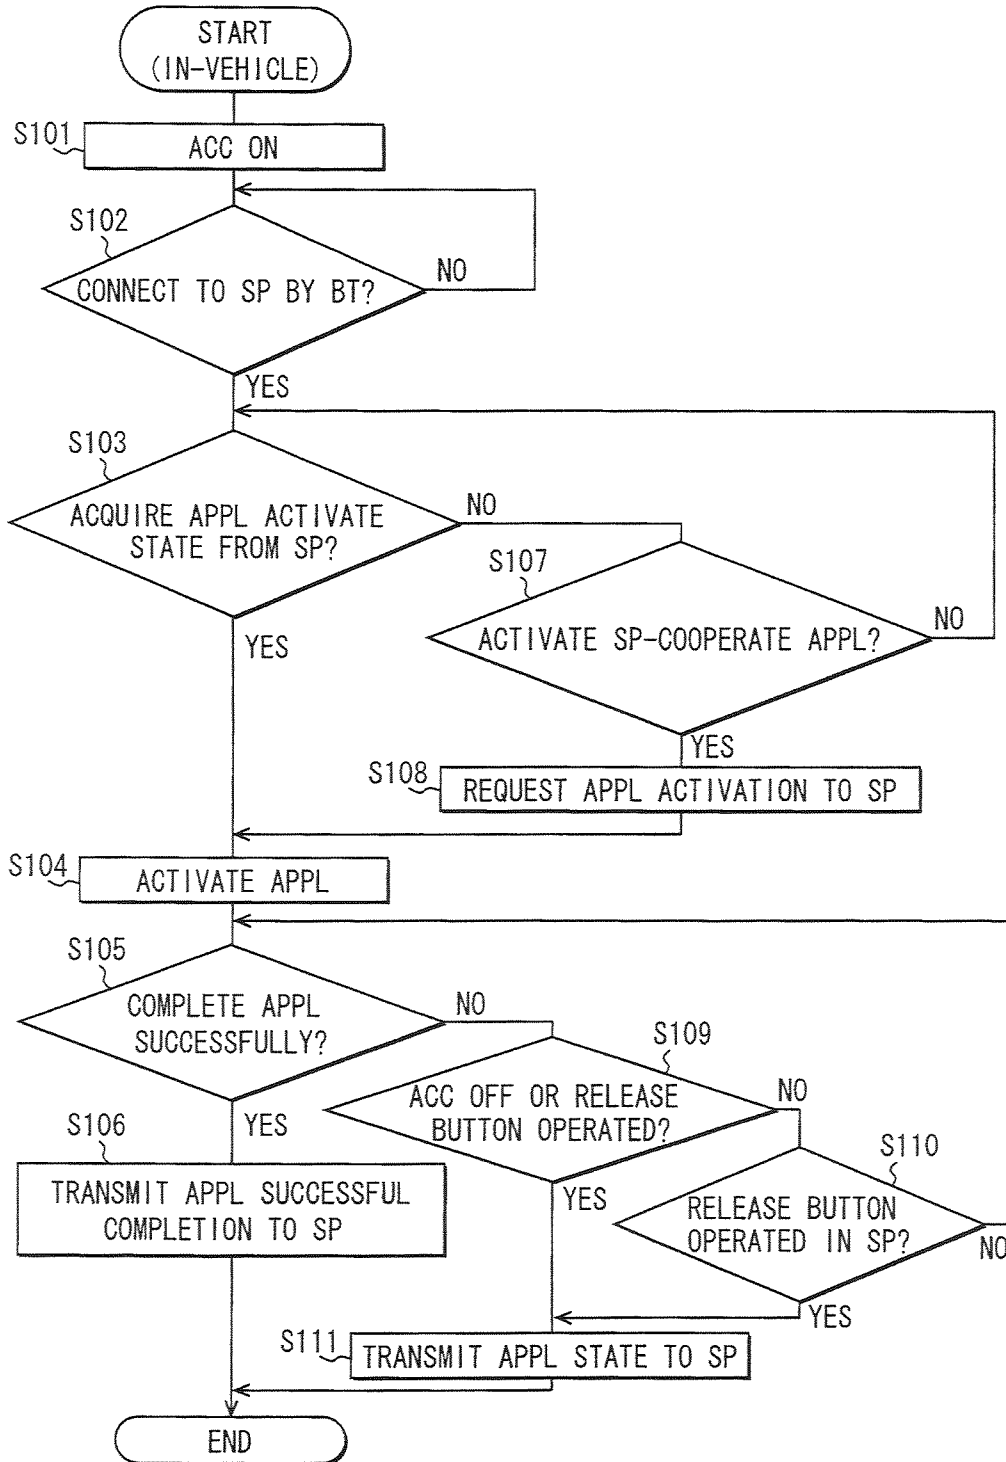 START
(IN-VEHICLE)
S101
ACC ON
S102
CONNECT TO SP BY BT?
NO
YES
S103
ACQUIRE APPL ACTIVATE
STATE FROM SP?
NO
YES
S107
ACTIVATE SP-COOPERATE APPL?
NO
YES
S108
REQUEST APPL ACTIVATION TO SP
S104
ACTIVATE APPL
S105
COMPLETE APPL
SUCCESSFULLY?
NO
YES
S109
ACC OFF OR RELEASE
BUTTON OPERATED?
NO
YES
S106
TRANSMIT APPL SUCCESSFUL
COMPLETION TO SP
S110
RELEASE BUTTON
OPERATED IN SP?
NO
YES
S111
TRANSMIT APPL STATE TO SP
END